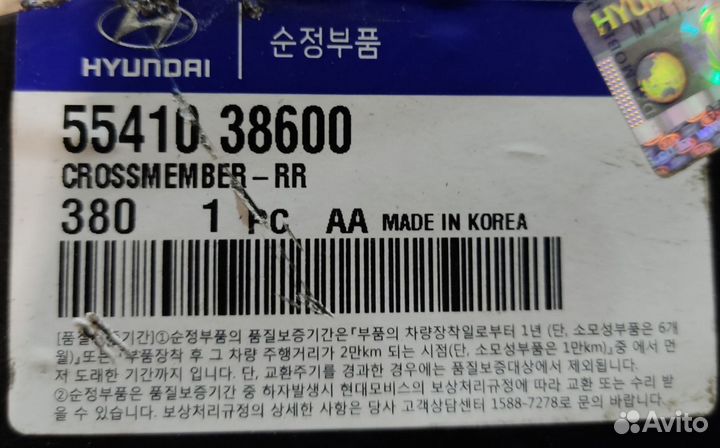 HYUNDAI
순정부품
HYUN
55410 38600
CROSSMEMBER-RR
380 1 PC AA MADE IN KOREA
[품질보증기간]①순정부품의 품질보증기간은「부품의 차량장착일로부터 1년 (단, 소모성부품은 6개
월)」또는 「부품장착 후 그 차량 주행거리가 2만km 되는 시점(단, 소모성부품은 1만km)」중 에서 먼
저 도래한 기간까지 입니다. 단, 교환주기를 경과한 경우에는 품질보증대상에서 제외됩니다.
②순정부품은 품질보증기간 중 하자발생시 현대모비스의 보상처리규정에 따라 교환 또는 수리 받
을 수 있습니다. 보상처리규정의 상세한 사항은 당사 고객상담센터 1588-7278로 문의 바랍니다.
Avito